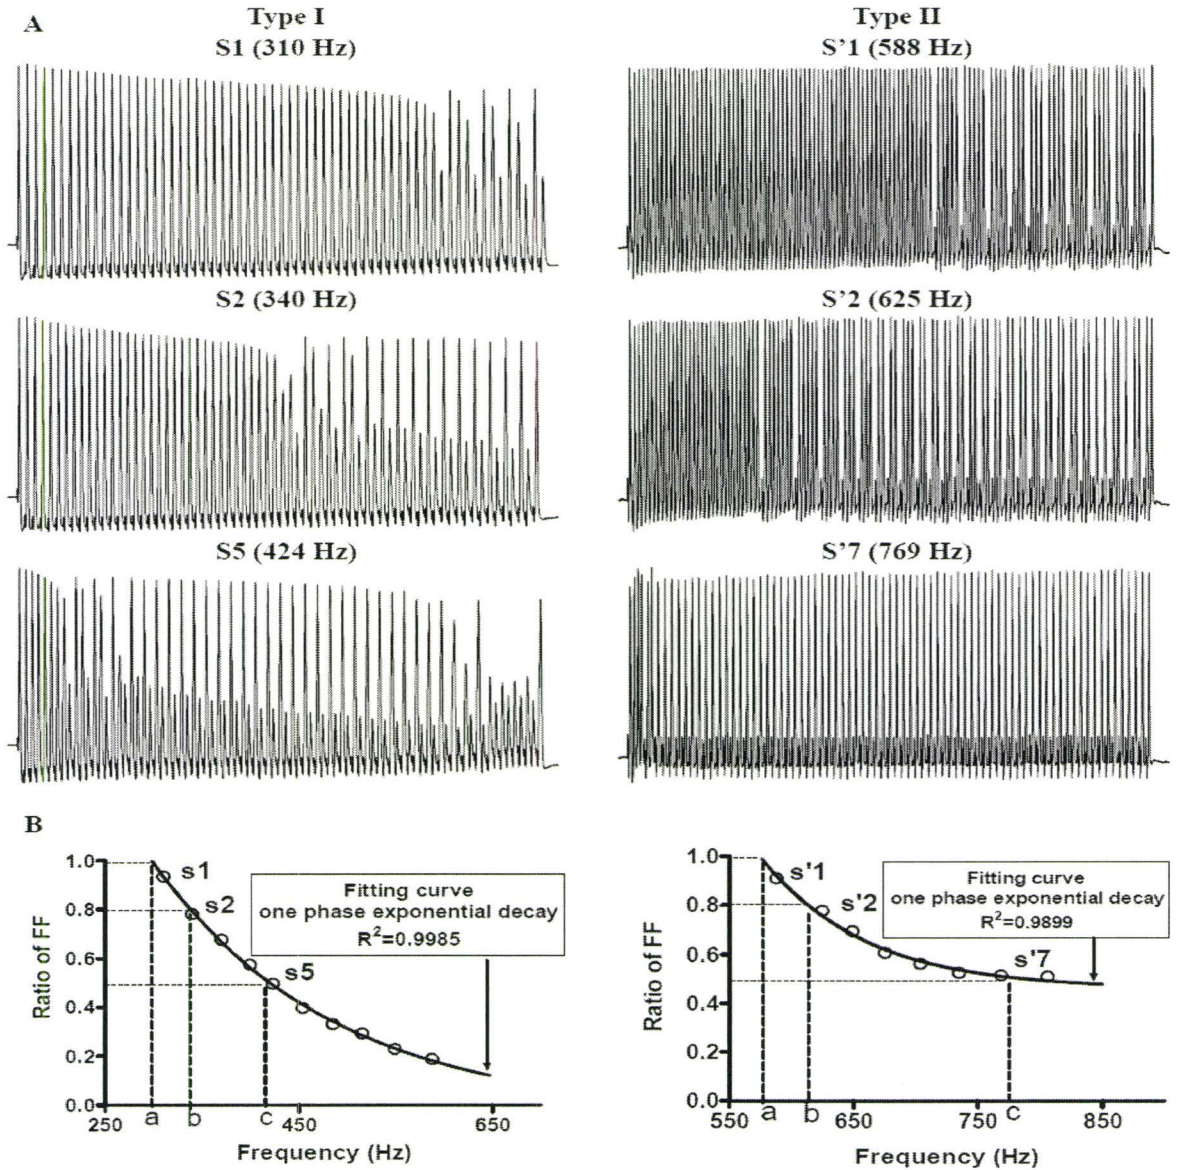 A
Type I
Type II
S1 (310 Hz)
S'1 (588 Hz)
S2 (340 Hz)
S'2 (625 Hz)
S5 (424 Hz)
S'7 (769 Hz)
B
Ratio of FF
1.0
0.8
0.6
0.4
0.2
0.0
s1
s2
s5
Fitting curve
one phase exponential decay
R²=0.9985
a
b
c
250
450
650
Frequency (Hz)
Ratio of FF
1.0
0.8
0.6
0.4
0.2
0.0
s'1
s'2
s'7
Fitting curve
one phase exponential decay
R²=0.9899
a
b
c
550
650
750
850
Frequency (Hz)